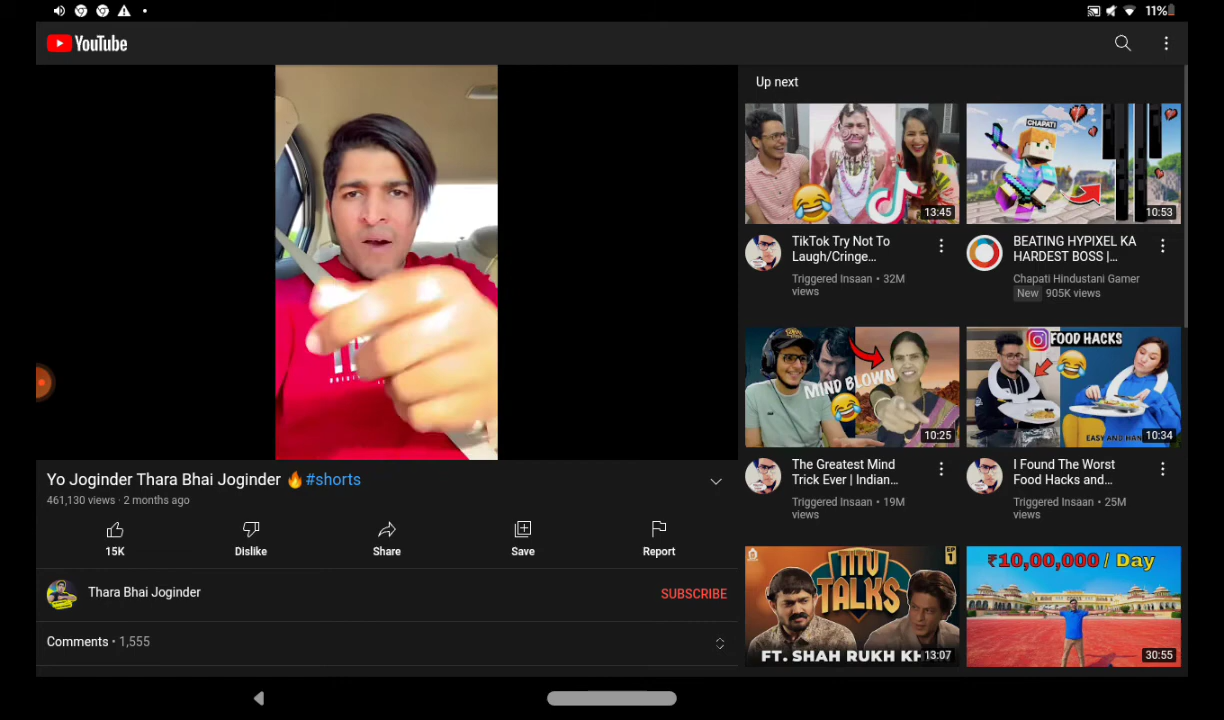 11%
YouTube
Up next
13:45
CHAPATI
10:53
TikTok Try Not To
Laugh/Cringe...
Triggered Insaan • 32M
views
BEATING HYPIXEL KA
HARDEST BOSS |...
Chapati Hindustani Gamer
New 905K views
MIND BLOWN
10:25
FOOD HACKS
EASY AND HAN
10:34
Yo Joginder Thara Bhai Joginder 🔥#shorts
461,130 views · 2 months ago
The Greatest Mind
Trick Ever | Indian...
Triggered Insaan • 19M
views
I Found The Worst
Food Hacks and...
Triggered Insaan • 25M
views
15K
Dislike
Share
Save
Report
Thara Bhai Joginder
SUBSCRIBE
Comments • 1,555
EP
1
TITU
TALKS
FT. SHAH RUKH KH
13:07
₹10,00,000 / Day
30:55